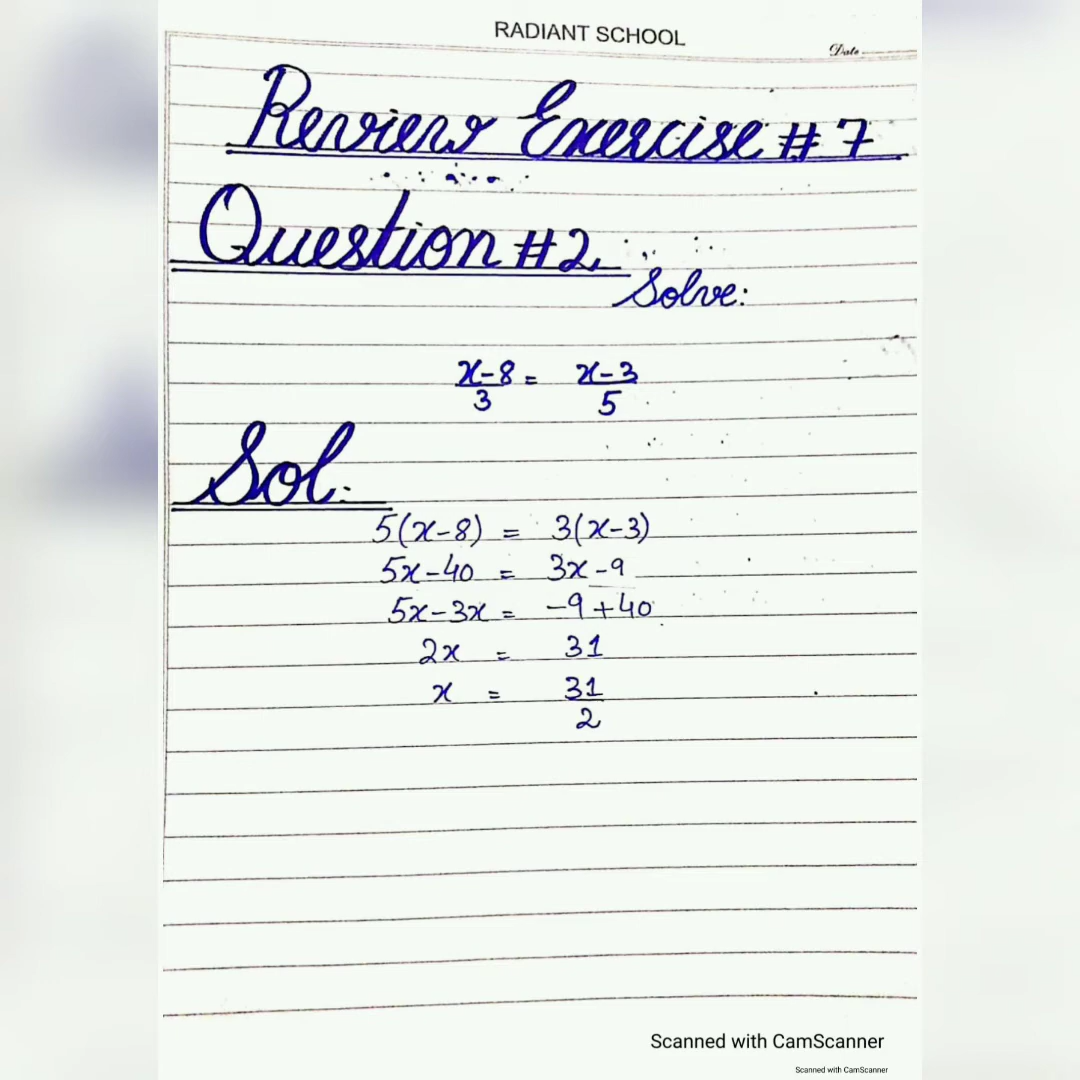 RADIANT SCHOOL
Date
Review Exercise # 7
Question #2
Solve:
x-8/3 = x-3/5
Sol:
5(x-8) = 3(x-3)
5x-40 = 3x-9
5x-3x = -9+40
2x = 31
x = 31/2
Scanned with CamScanner
Scanned with CamScanner